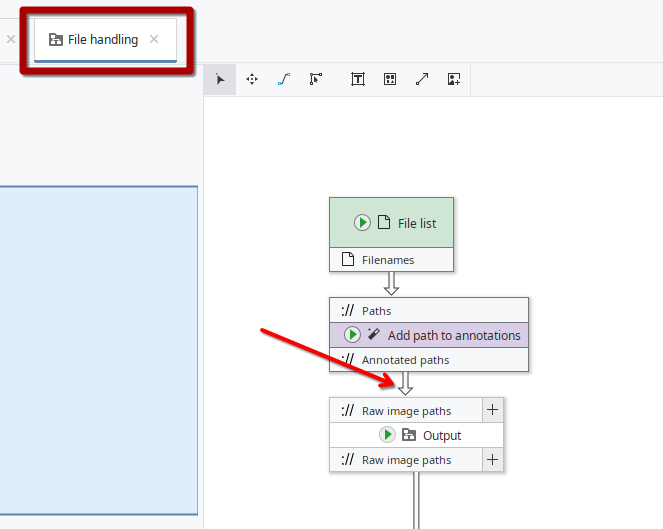 File handling
File list
Filenames
:// Paths
Add path to annotations
:// Annotated paths
:// Raw image paths
Output
:// Raw image paths